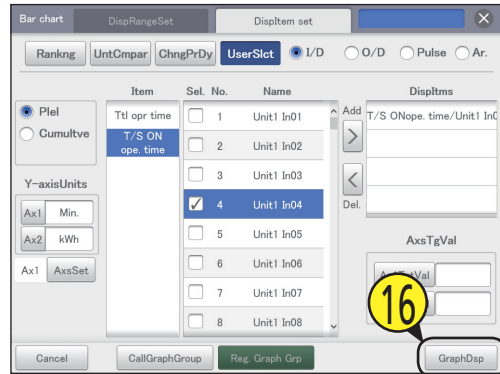 Bar chart
DispRangeSet
DispItem set
Rankng
UntCmpar
ChngPrDy
UserSlct
I/D
O/D
Pulse
Ar.
Item
Sel.
No.
Name
DispItms
PIel
Cumultve
Ttl opr time
T/S ON
ope. time
1
Unit1 In01
2
Unit1 In02
3
Unit1 In03
4
Unit1 In04
5
Unit1 In05
6
Unit1 In06
7
Unit1 In07
8
Unit1 In08
Add
Del.
T/S ONope. time/Unit1 In0
Y-axisUnits
Ax1
Min.
Ax2
kWh
Ax1
AxsSet
AxsTgVal
16
Cancel
CallGraphGroup
Reg. Graph Grp
GraphDsp